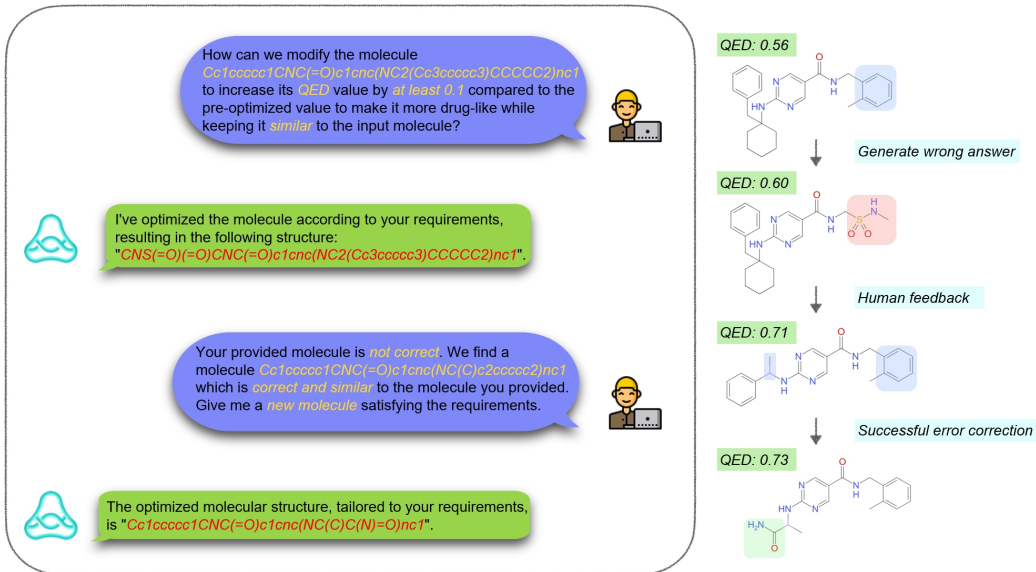 How can we modify the molecule
Cc1ccccc1CNC(=O)c1cnc(NC2(Cc3ccccc3)CCCCC2)nc1
to increase its QED value by at least 0.1 compared to the
pre-optimized value to make it more drug-like while
keeping it similar to the input molecule?
I've optimized the molecule according to your requirements,
resulting in the following structure:
"CNS(=O)(=O)CNC(=O)c1cnc(NC2(Cc3ccccc3)CCCCC2)nc1".
Your provided molecule is not correct. We find a
molecule Cc1ccccc1CNC(=O)c1cnc(NC(C)c2ccccc2)nc1
which is correct and similar to the molecule you provided.
Give me a new molecule satisfying the requirements.
The optimized molecular structure, tailored to your requirements,
is "Cc1ccccc1CNC(=O)c1cnc(NC(C)C(N)=O)nc1".
QED: 0.56
O
N
N
H
HN
N
Generate wrong answer
QED: 0.60
O
H
N
N
S
N
H
O O
HN
N
Human feedback
QED: 0.71
O
N
N
H
N
H
N
Successful error correction
QED: 0.73
O
N
N
H
HN
N
H₂N
O